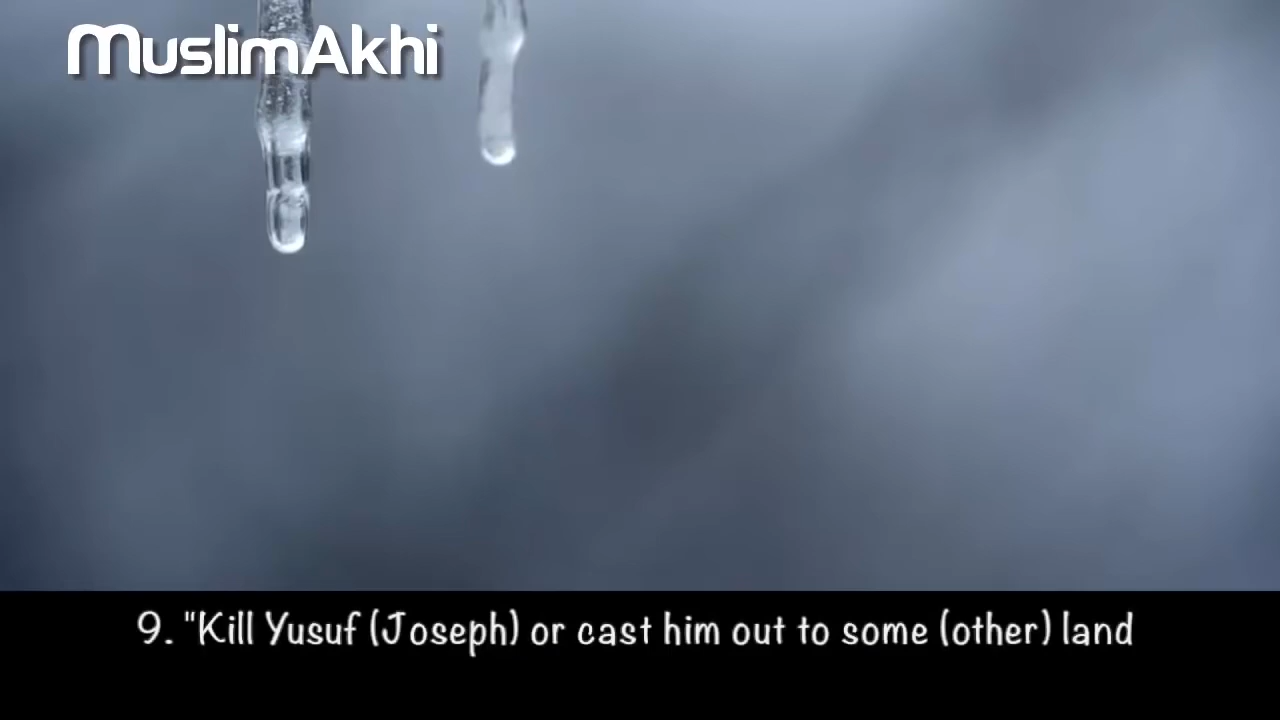 MuslimAkhi
9. "Kill Yusuf (Joseph) or cast him out to some (other) land